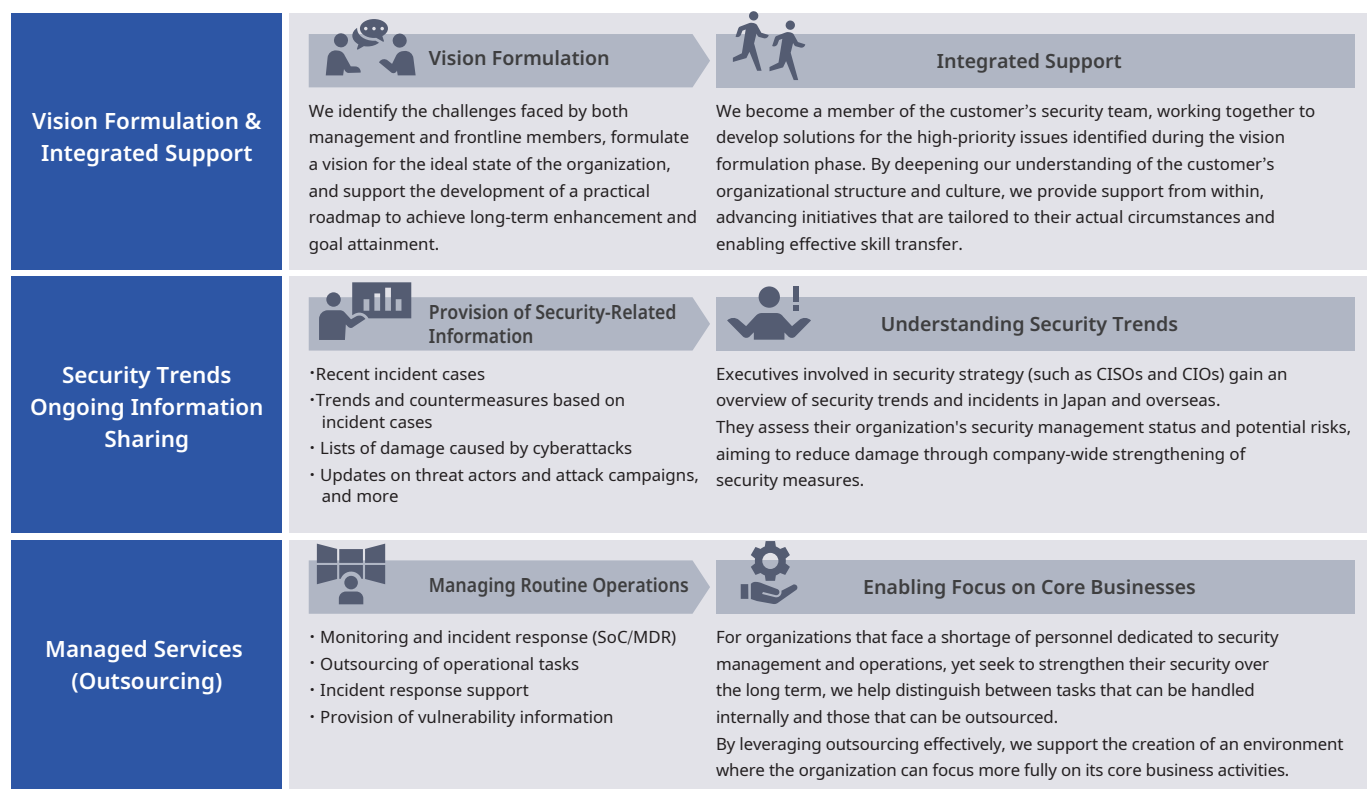 Vision Formulation &
Integrated Support
Vision Formulation
We identify the challenges faced by both
management and frontline members, formulate
a vision for the ideal state of the organization,
and support the development of a practical
roadmap to achieve long-term enhancement and
goal attainment.
Integrated Support
We become a member of the customer's security team, working together to
develop solutions for the high-priority issues identified during the vision
formulation phase. By deepening our understanding of the customer's
organizational structure and culture, we provide support from within,
advancing initiatives that are tailored to their actual circumstances and
enabling effective skill transfer.
Security Trends
Ongoing Information
Sharing
Provision of Security-Related
Information
・Recent incident cases
・Trends and countermeasures based on
incident cases
・Lists of damage caused by cyberattacks
・Updates on threat actors and attack campaigns,
and more
Understanding Security Trends
Executives involved in security strategy (such as CISOs and CIOs) gain an
overview of security trends and incidents in Japan and overseas.
They assess their organization's security management status and potential risks,
aiming to reduce damage through company-wide strengthening of
security measures.
Managed Services
(Outsourcing)
Managing Routine Operations
・Monitoring and incident response (SoC/MDR)
・Outsourcing of operational tasks
・Incident response support
・Provision of vulnerability information
Enabling Focus on Core Businesses
For organizations that face a shortage of personnel dedicated to security
management and operations, yet seek to strengthen their security over
the long term, we help distinguish between tasks that can be handled
internally and those that can be outsourced.
By leveraging outsourcing effectively, we support the creation of an environment
where the organization can focus more fully on its core business activities.